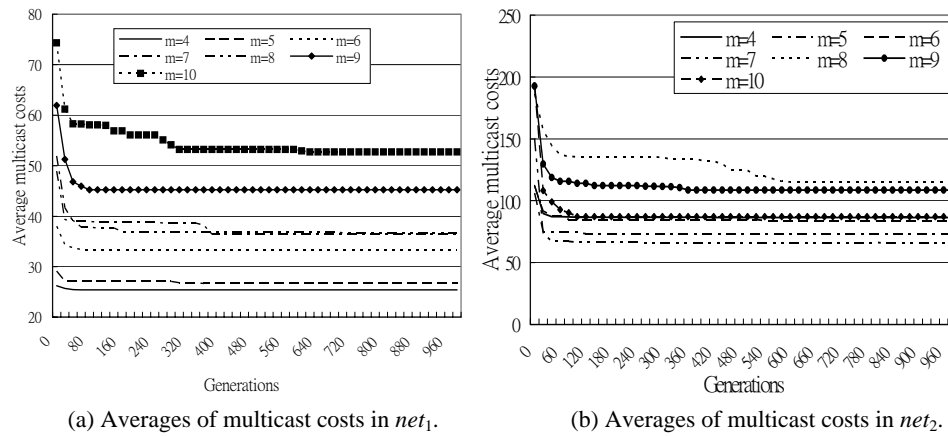 80
70
60
50
40
30
20
Average multicast costs
m=4 m=5 m=6
m=7 m=8 m=9
m=10
0 80 160 240 320 400 480 560 640 720 800 880 960
Generations
(a) Averages of multicast costs in net1.
250
200
150
100
50
0
Average multicast costs
m=4 m=5 m=6
m=7 m=8 m=9
m=10
0 60 120 180 240 300 360 420 480 540 600 660 720 780 840 900 960
Generations
(b) Averages of multicast costs in net2.